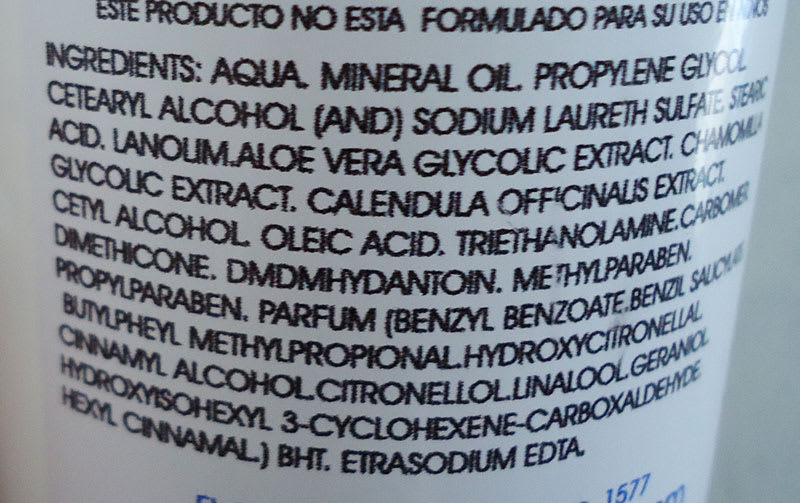 ESTE PRODUCTO NO ESTA FORMULADO PARA SU USO EN NIÑOS
INGREDIENTS: AQUA. MINERAL OIL. PROPYLENE GLYCOL
CETEARYL ALCOHOL (AND) SODIUM LAURETH SULFATE. STEARIC
ACID. LANOLIM.ALOE VERA GLYCOLIC EXTRACT. CHAMOMILLA
GLYCOLIC EXTRACT. CALENDULA OFFICINALIS EXTRACT.
CETYL ALCOHOL. OLEIC ACID. TRIETHANOLAMINE.CARBOMER
DIMETHICONE. DMDMHYDANTOIN. METHYLPARABEN.
PROPYLPARABEN. PARFUM (BENZYL BENZOATE.BENZIL SALICYLATE
BUTYLPHEYL METHYLPROPIONAL.HYDROXYCITRONELLAL
CINNAMYL ALCOHOL.CITRONELLOL.LINALOOL.GERANIOL
HYDROXYISOHEXYL 3-CYCLOHEXENE-CARBOXALDEHYDE
HEXYL CINNAMAL.) BHT. ETRASODIUM EDTA.
1577